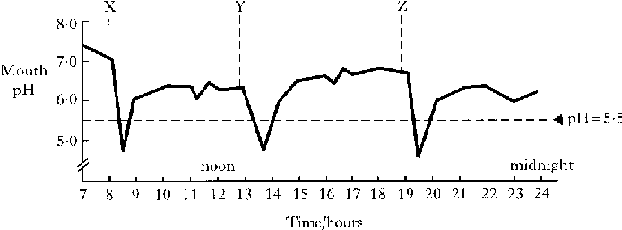 X Y Z
8·0
7·0
Mouth
pH
6·0
pH = 5·5
5·0
noon midnight
7 8 9 10 11 12 13 14 15 16 17 18 19 20 21 22 23 24
Time/hours